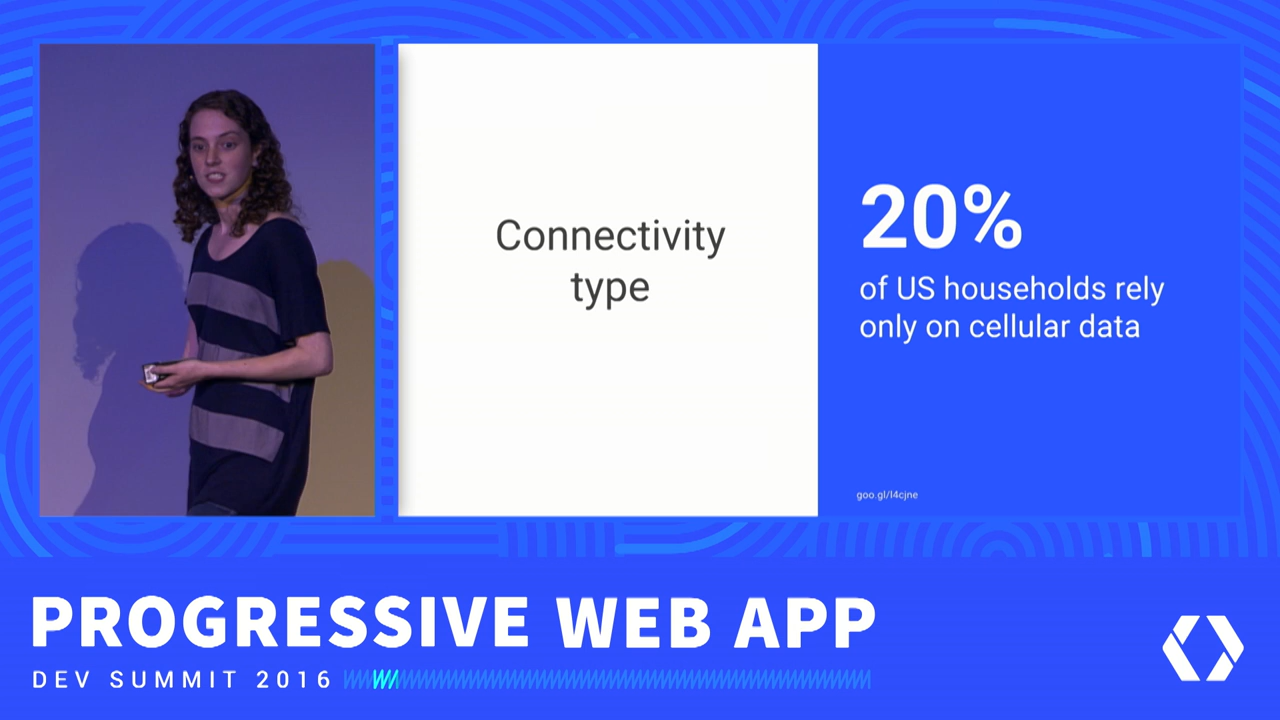 Connectivity
type
20%
of US households rely
only on cellular data
goo.gl/l4cjne
PROGRESSIVE WEB APP
DEV SUMMIT 2016